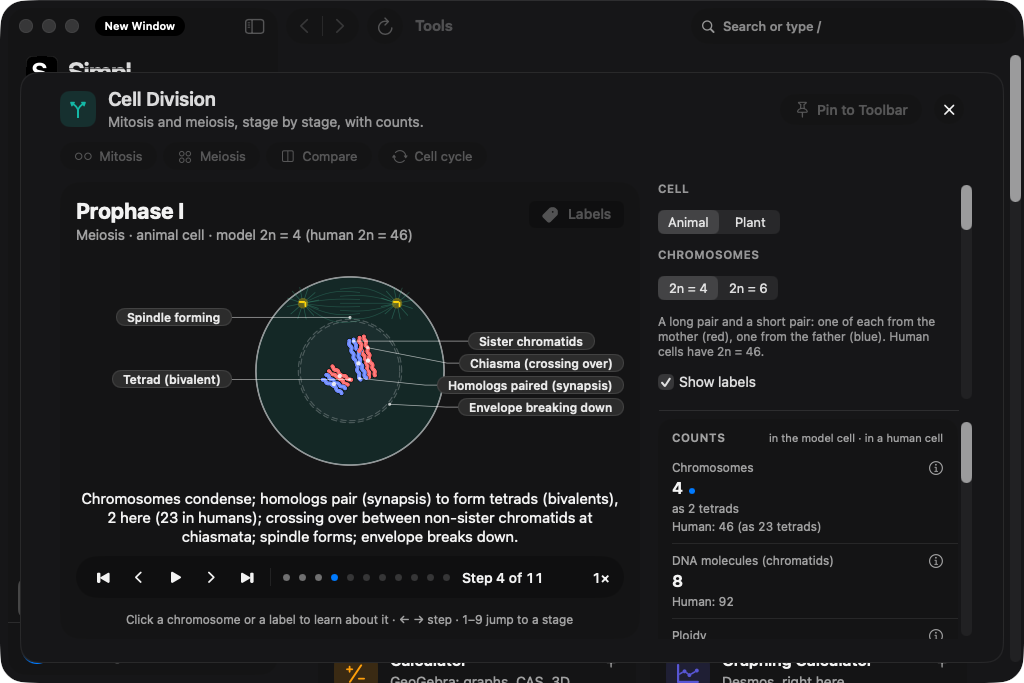 New Window
Tools
Search or type /
S Simpl
Cell Division
Mitosis and meiosis, stage by stage, with counts.
Pin to Toolbar
Mitosis
Meiosis
Compare
Cell cycle
Prophase I
Meiosis · animal cell · model 2n = 4 (human 2n = 46)
Labels
Spindle forming
Tetrad (bivalent)
Sister chromatids
Chiasma (crossing over)
Homologs paired (synapsis)
Envelope breaking down
Chromosomes condense; homologs pair (synapsis) to form tetrads (bivalents),
2 here (23 in humans); crossing over between non-sister chromatids at
chiasmata; spindle forms; envelope breaks down.
Step 4 of 11
1×
Click a chromosome or a label to learn about it · ← → step · 1–9 jump to a stage
CELL
Animal
Plant
CHROMOSOMES
2n = 4
2n = 6
A long pair and a short pair: one of each from the
mother (red), one from the father (blue). Human
cells have 2n = 46.
Show labels
COUNTS
in the model cell · in a human cell
Chromosomes
4
as 2 tetrads
Human: 46 (as 23 tetrads)
DNA molecules (chromatids)
8
Human: 92
Ploidy
Calculator
GeoGebra: graphs, CAS, 3D
Graphing Calculator
Desmos, right here